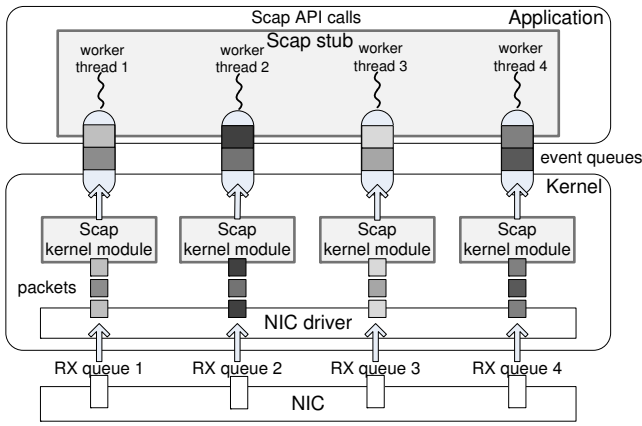 Scap API calls
Application
Scap stub
worker thread 1
worker thread 2
worker thread 3
worker thread 4
event queues
Kernel
Scap kernel module
Scap kernel module
Scap kernel module
Scap kernel module
packets
NIC driver
RX queue 1
RX queue 2
RX queue 3
RX queue 4
NIC